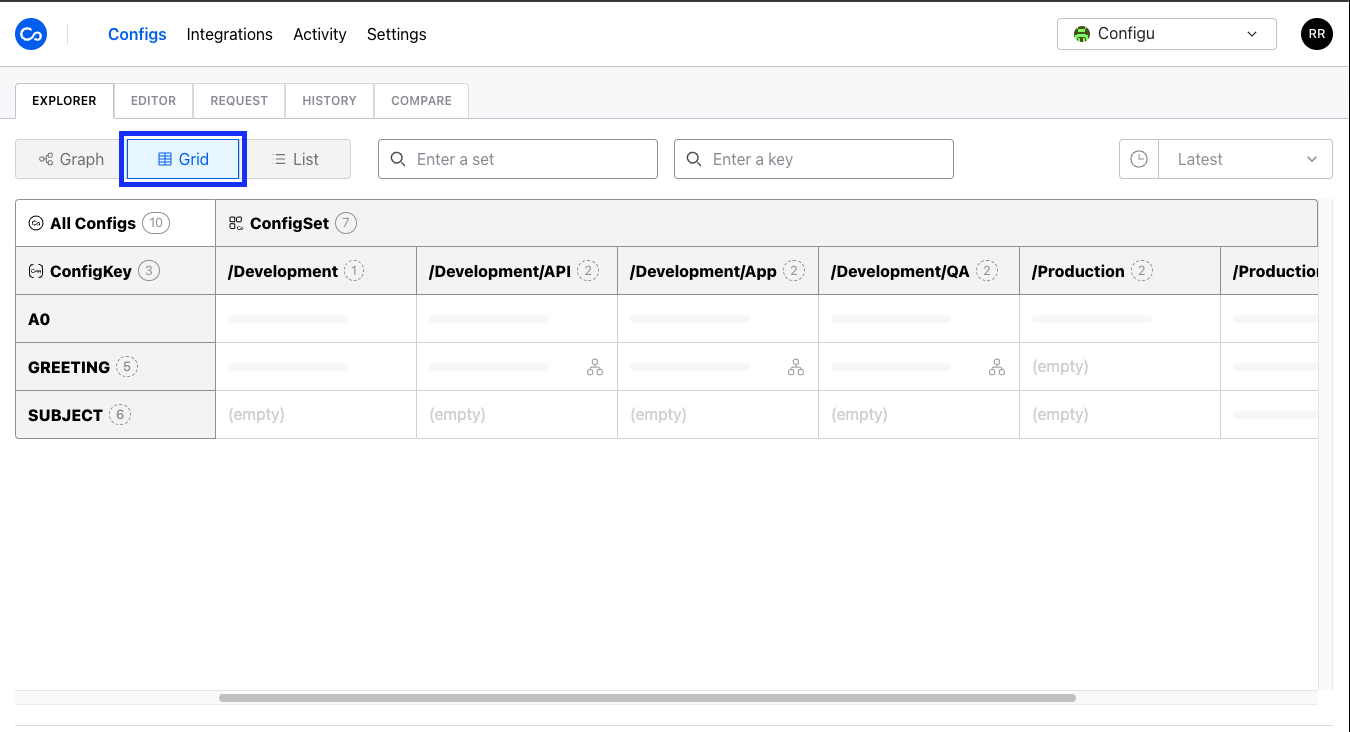 Configs Integrations Activity Settings Configu RR
EXPLORER EDITOR REQUEST HISTORY COMPARE
Graph Grid List Enter a set Enter a key Latest
All Configs 10 ConfigSet 7
ConfigKey 3 /Development 1 /Development/API 2 /Development/App 2 /Development/QA 2 /Production 2 /Production
A0
GREETING 5 (empty)
SUBJECT 6 (empty) (empty) (empty) (empty) (empty)